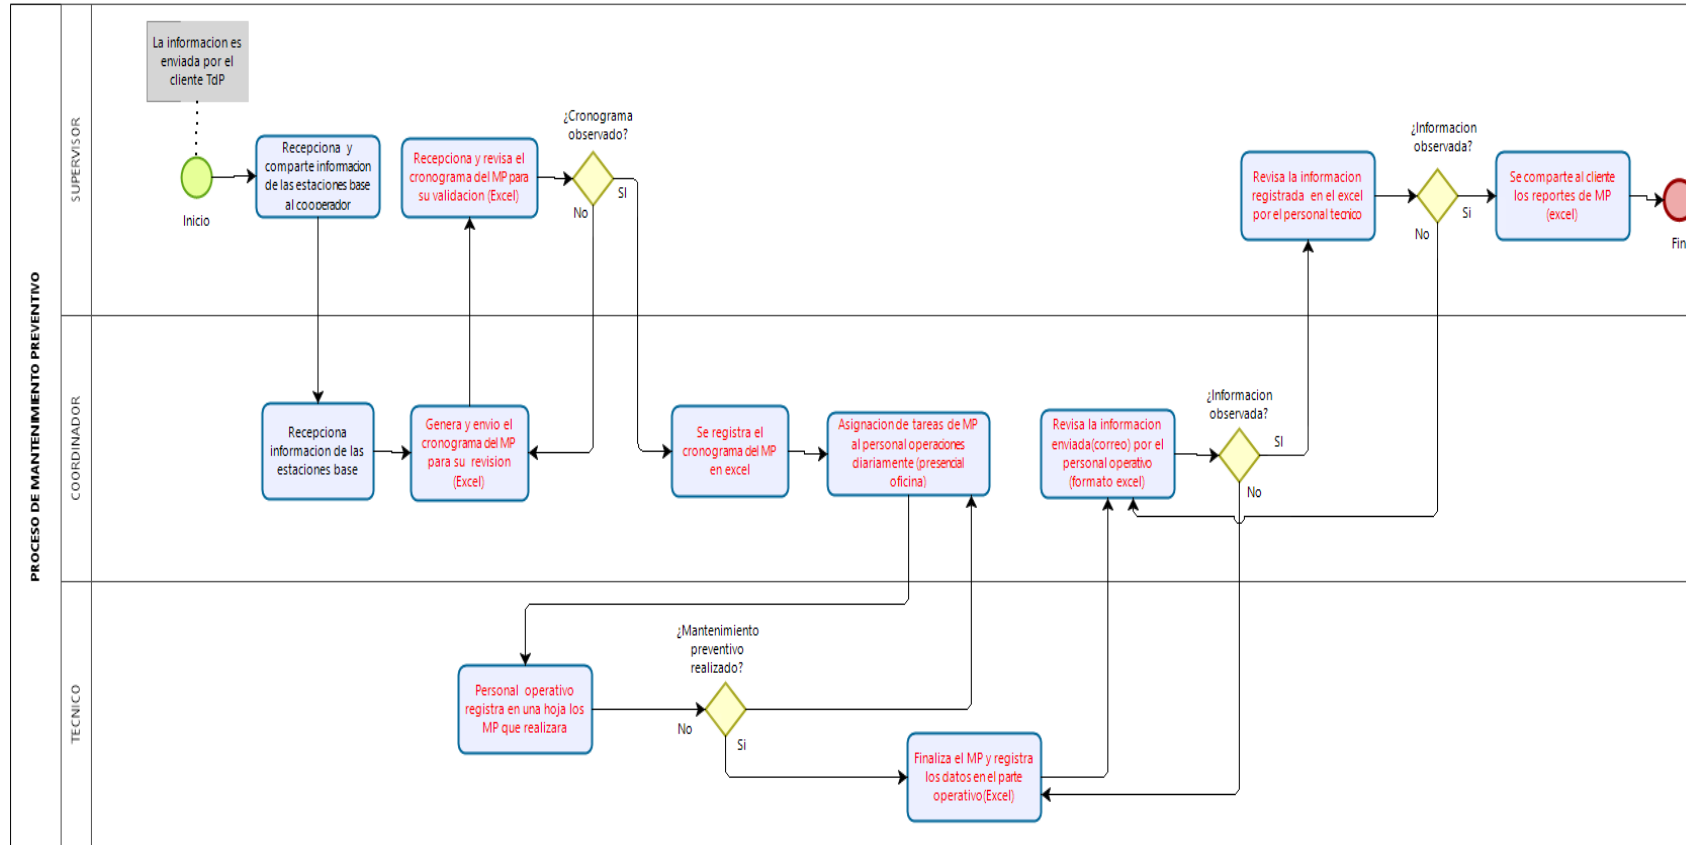 PROCESO DE MANTENIMIENTO PREVENTIVO
SUPERVISOR
La informacion es
enviada por el
cliente TdP
Inicio
Recepciona y
comparte informacion
de las estaciones base
al cooperador
Recepciona y revisa el
cronograma del MP para
su validacion (Excel)
¿Cronograma
observado?
SI
No
Revisa la informacion
registrada en el excel
por el personal tecnico
¿Informacion
observada?
Si
No
Se comparte al cliente
los reportes de MP
(excel)
Fin
COORDINADOR
Recepciona
informacion de las
estaciones base
Genera y envio el
cronograma del MP
para su revision
(Excel)
Se registra el
cronograma del MP
en excel
Asignacion de tareas de MP
al personal operaciones
diariamente (presencial
oficina)
Revisa la informacion
enviada(correo) por el
personal operativo
(formato excel)
¿Informacion
observada?
SI
No
TECNICO
Personal operativo
registra en una hoja los
MP que realizara
¿Mantenimiento
preventivo
realizado?
No
Si
Finaliza el MP y registra
los datos en el parte
operativo(Excel)